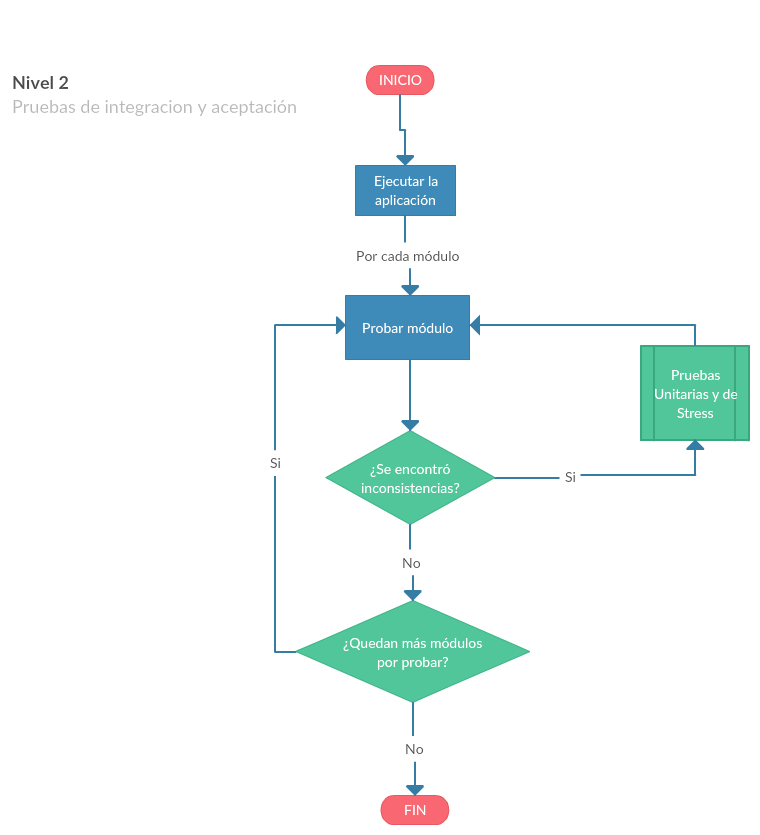 Nivel 2
Pruebas de integracion y aceptación
INICIO
Ejecutar la
aplicación
Por cada módulo
Probar módulo
Pruebas
Unitarias y de
Stress
Si
¿Se encontró
inconsistencias?
Si
No
¿Quedan más módulos
por probar?
No
FIN